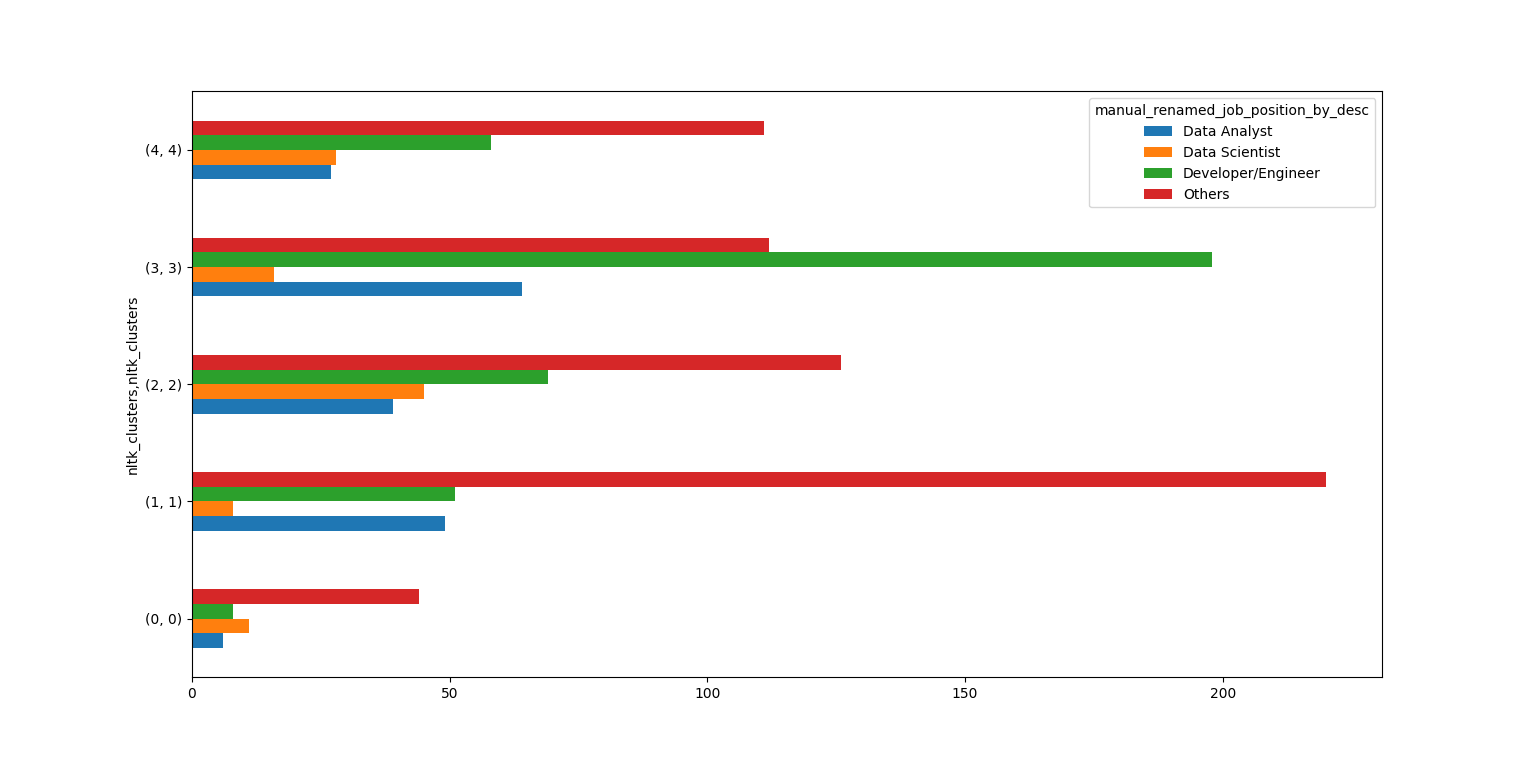 manual_renamed_job_position_by_desc
Data Analyst
Data Scientist
Developer/Engineer
Others
nltk_clusters,nltk_clusters
(4, 4)
(3, 3)
(2, 2)
(1, 1)
(0, 0)
0 50 100 150 200